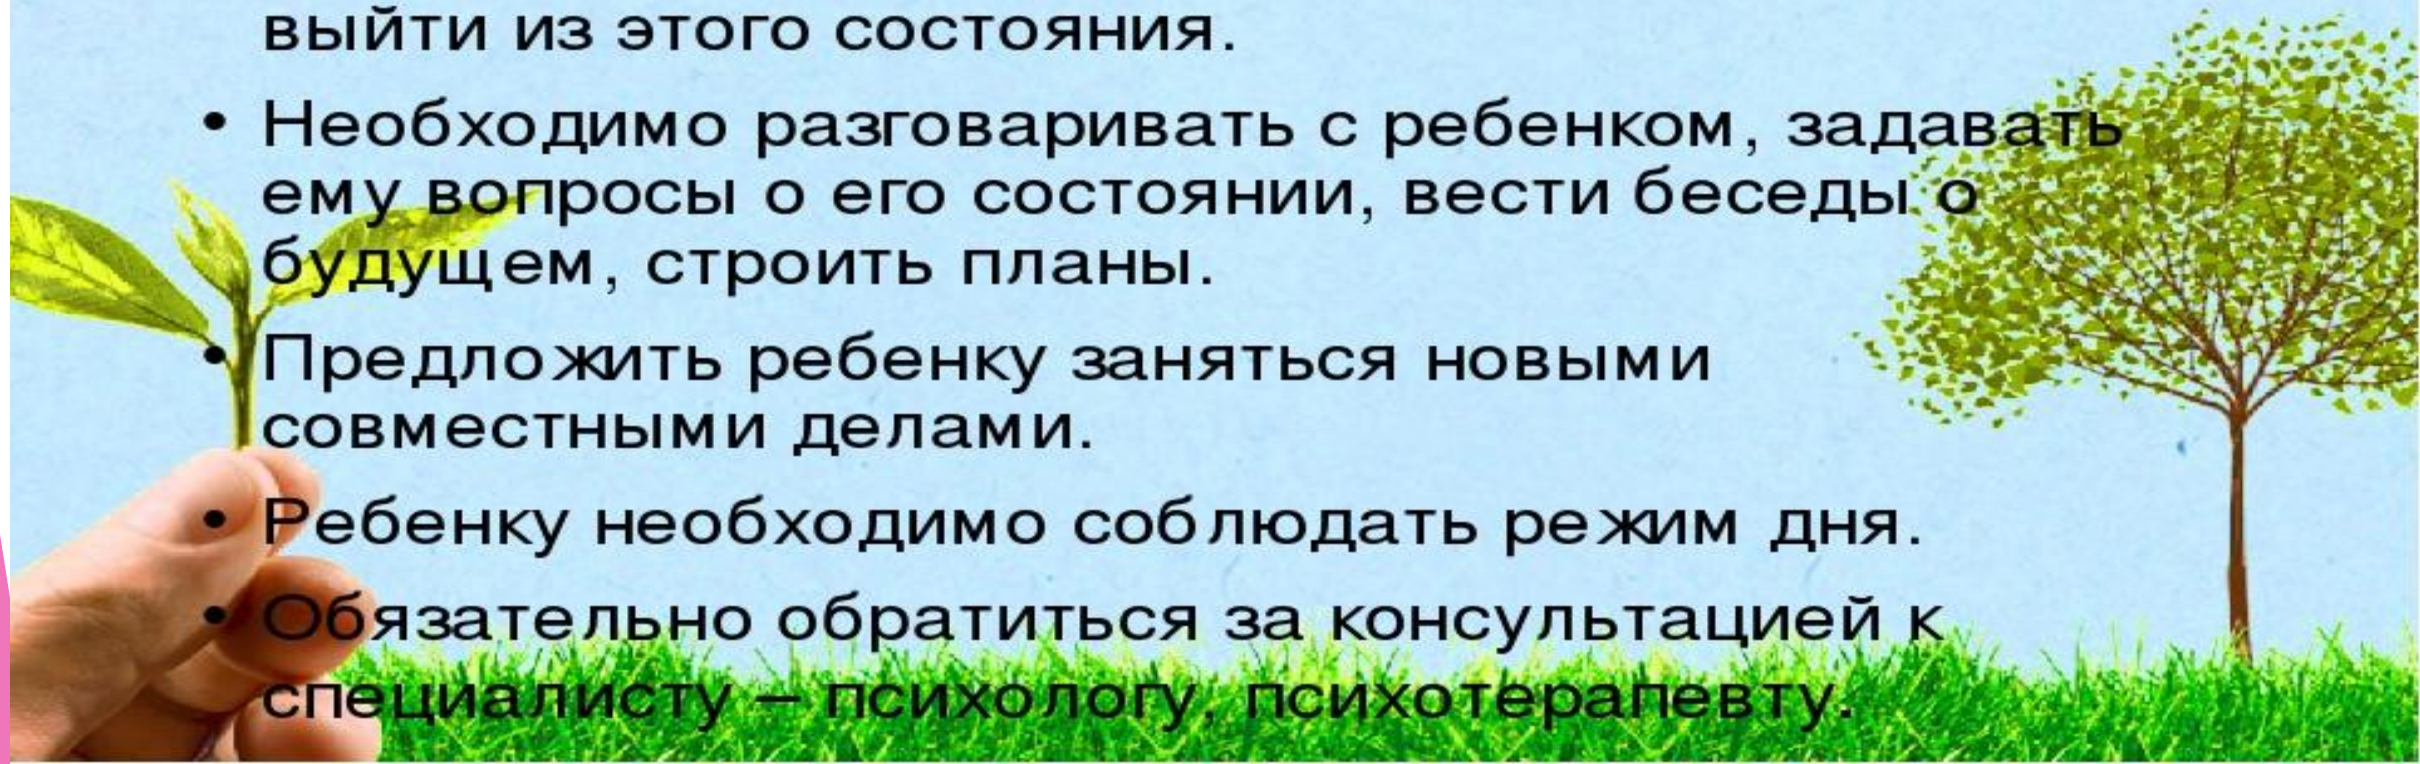 выйти из этого состояния.
• Необходимо разговаривать с ребенком, задавать
ему вопросы о его состоянии, вести беседы о
будущем, строить планы.
• Предложить ребенку заняться новыми
совместными делами.
• Ребенку необходимо соблюдать режим дня.
• Обязательно обратиться за консультацией к
специалисту – психологу, психотерапевту.